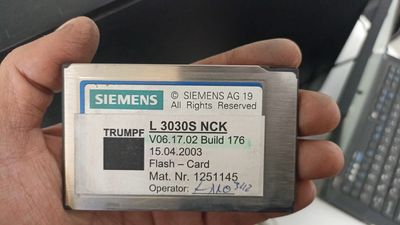 SIEMENS
© SIEMENS AG 19
All Rights Reserved
TRUMPF
L 3030S NCK
V06.17.02 Build 176
15.04.2003
Flash – Card
Mat. Nr. 1251145
Operator: